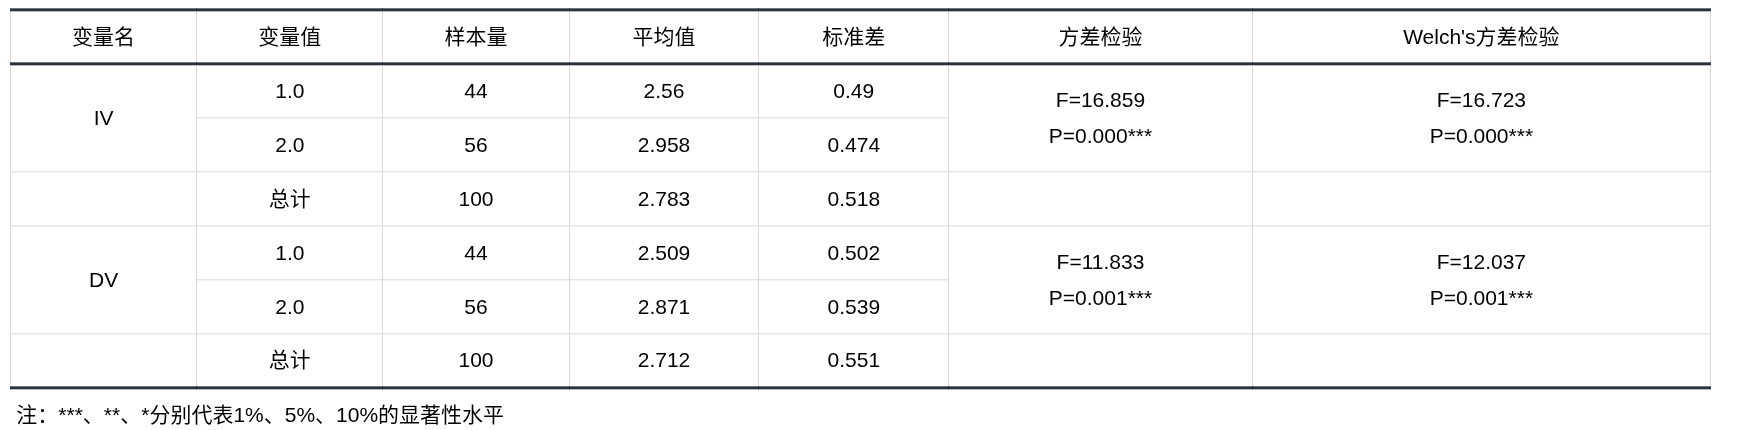 变量名 变量值 样本量 平均值 标准差 方差检验 Welch's方差检验
IV 1.0 44 2.56 0.49 F=16.859 P=0.000*** F=16.723 P=0.000***
2.0 56 2.958 0.474
总计 100 2.783 0.518
DV 1.0 44 2.509 0.502 F=11.833 P=0.001*** F=12.037 P=0.001***
2.0 56 2.871 0.539
总计 100 2.712 0.551
注：***、**、*分别代表1%、5%、10%的显著性水平